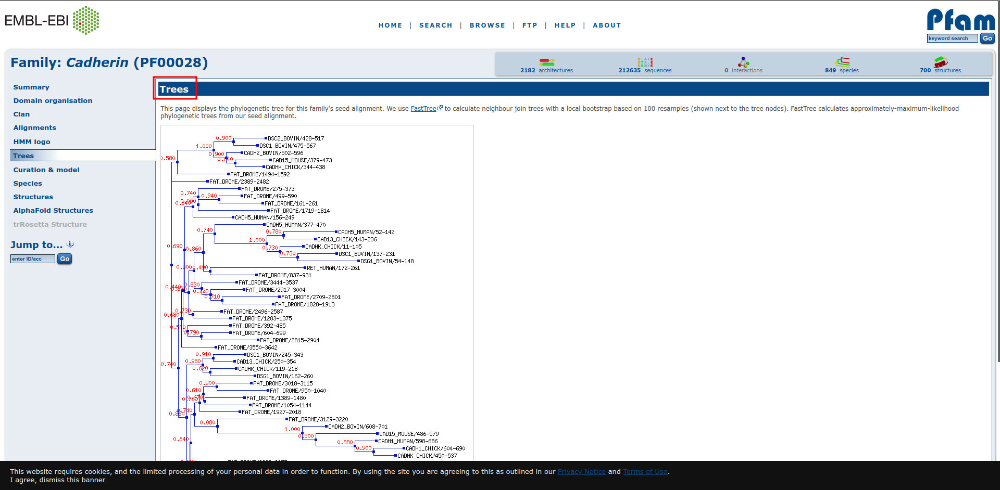 EMBL-EBI
HOME | SEARCH | BROWSE | FTP | HELP | ABOUT
Pfam
keyword search Go
Family: Cadherin (PF00028)
2182 architectures
212635 sequences
0 interactions
849 species
700 structures
Summary
Domain organisation
Clan
Alignments
HMM logo
Trees
Curation & model
Species
Structures
AlphaFold Structures
trRosetta Structure
Jump to...
enter ID/acc Go
Trees
This page displays the phylogenetic tree for this family's seed alignment. We use FastTree to calculate neighbour join trees with a local bootstrap based on 100 resamples (shown next to the tree nodes). FastTree calculates approximately-maximum-likelihood
phylogenetic trees from our seed alignment.
0.900 DSC2_BOVIN/428-517
1.000 DSC1_BOVIN/475-567
0.900 CADH2_BOVIN/502-596
0.580 0.640 CAD15_MOUSE/379-473
CADHK_CHICK/344-438
FAT_DROME/1494-1592
FAT_DROME/2389-2482
0.740 FAT_DROME/275-373
0.940 FAT_DROME/499-590
0.840 FAT_DROME/161-261
FAT_DROME/1719-1814
CADH5_HUMAN/156-249
CADH5_HUMAN/377-470
0.740 0.780 CADH5_HUMAN/52-142
1.000 CAD13_CHICK/143-236
0.690 0.860 0.730 CADHK_CHICK/11-105
0.730 DSC1_BOVIN/137-231
DSG1_BOVIN/54-148
0.490 RET_HUMAN/172-261
FAT_DROME/837-931
0.830 FAT_DROME/3444-3537
0.440 0.720 FAT_DROME/2917-3004
0.710 FAT_DROME/2709-2801
FAT_DROME/1828-1913
0.730 FAT_DROME/2496-2587
0.680 FAT_DROME/1283-1375
0.580 FAT_DROME/392-485
0.790 FAT_DROME/604-699
FAT_DROME/2815-2904
FAT_DROME/3550-3642
0.910 DSC1_BOVIN/245-343
0.980 CAD13_CHICK/250-354
0.740 0.620 CADHK_CHICK/119-218
DSG1_BOVIN/162-260
0.900 FAT_DROME/3018-3115
0.610 FAT_DROME/950-1040
FAT_DROME/1389-1480
FAT_DROME/1054-1144
0.740 FAT_DROME/1927-2018
FAT_DROME/3129-3220
0.080 CADH2_BOVIN/608-701
1.000 CAD15_MOUSE/486-579
0.640 0.500 CADH1_HUMAN/598-686
0.880 0.900 CADH1_CHICK/604-690
CADHK_CHICK/450-537
This website requires cookies, and the limited processing of your personal data in order to function. By using the site you are agreeing to this as outlined in our Privacy Notice and Terms of Use.
I agree, dismiss this banner